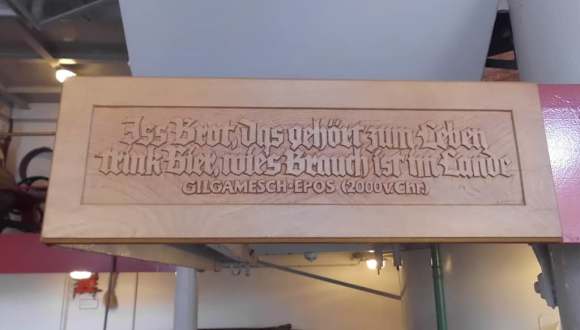 Iss Brot, das gehört zum Leben
trink Bier, wie es Brauch ist im Lande
GILGAMESCH-EPOS (2000 v. Chr.)